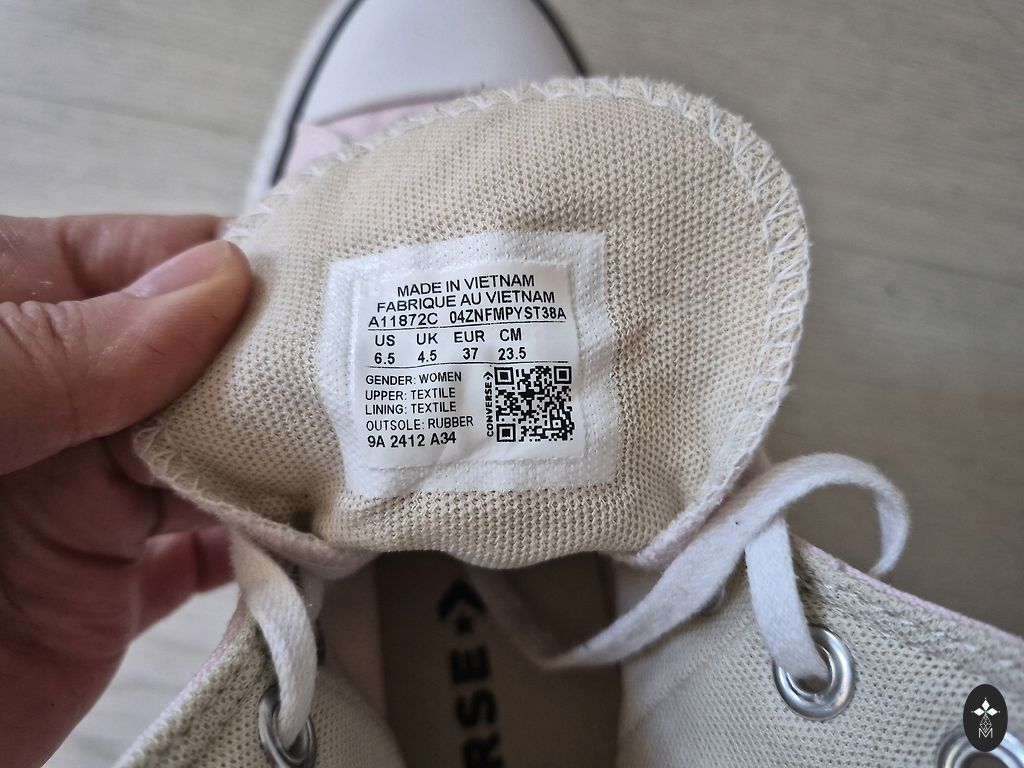 MADE IN VIETNAM
FABRIQUE AU VIETNAM
A11872C 04ZNFMPYST38A
US UK EUR CM
6.5 4.5 37 23.5
GENDER: WOMEN
UPPER: TEXTILE
LINING: TEXTILE
OUTSOLE: RUBBER
9A 2412 A34
CONVERSE
RSE
M